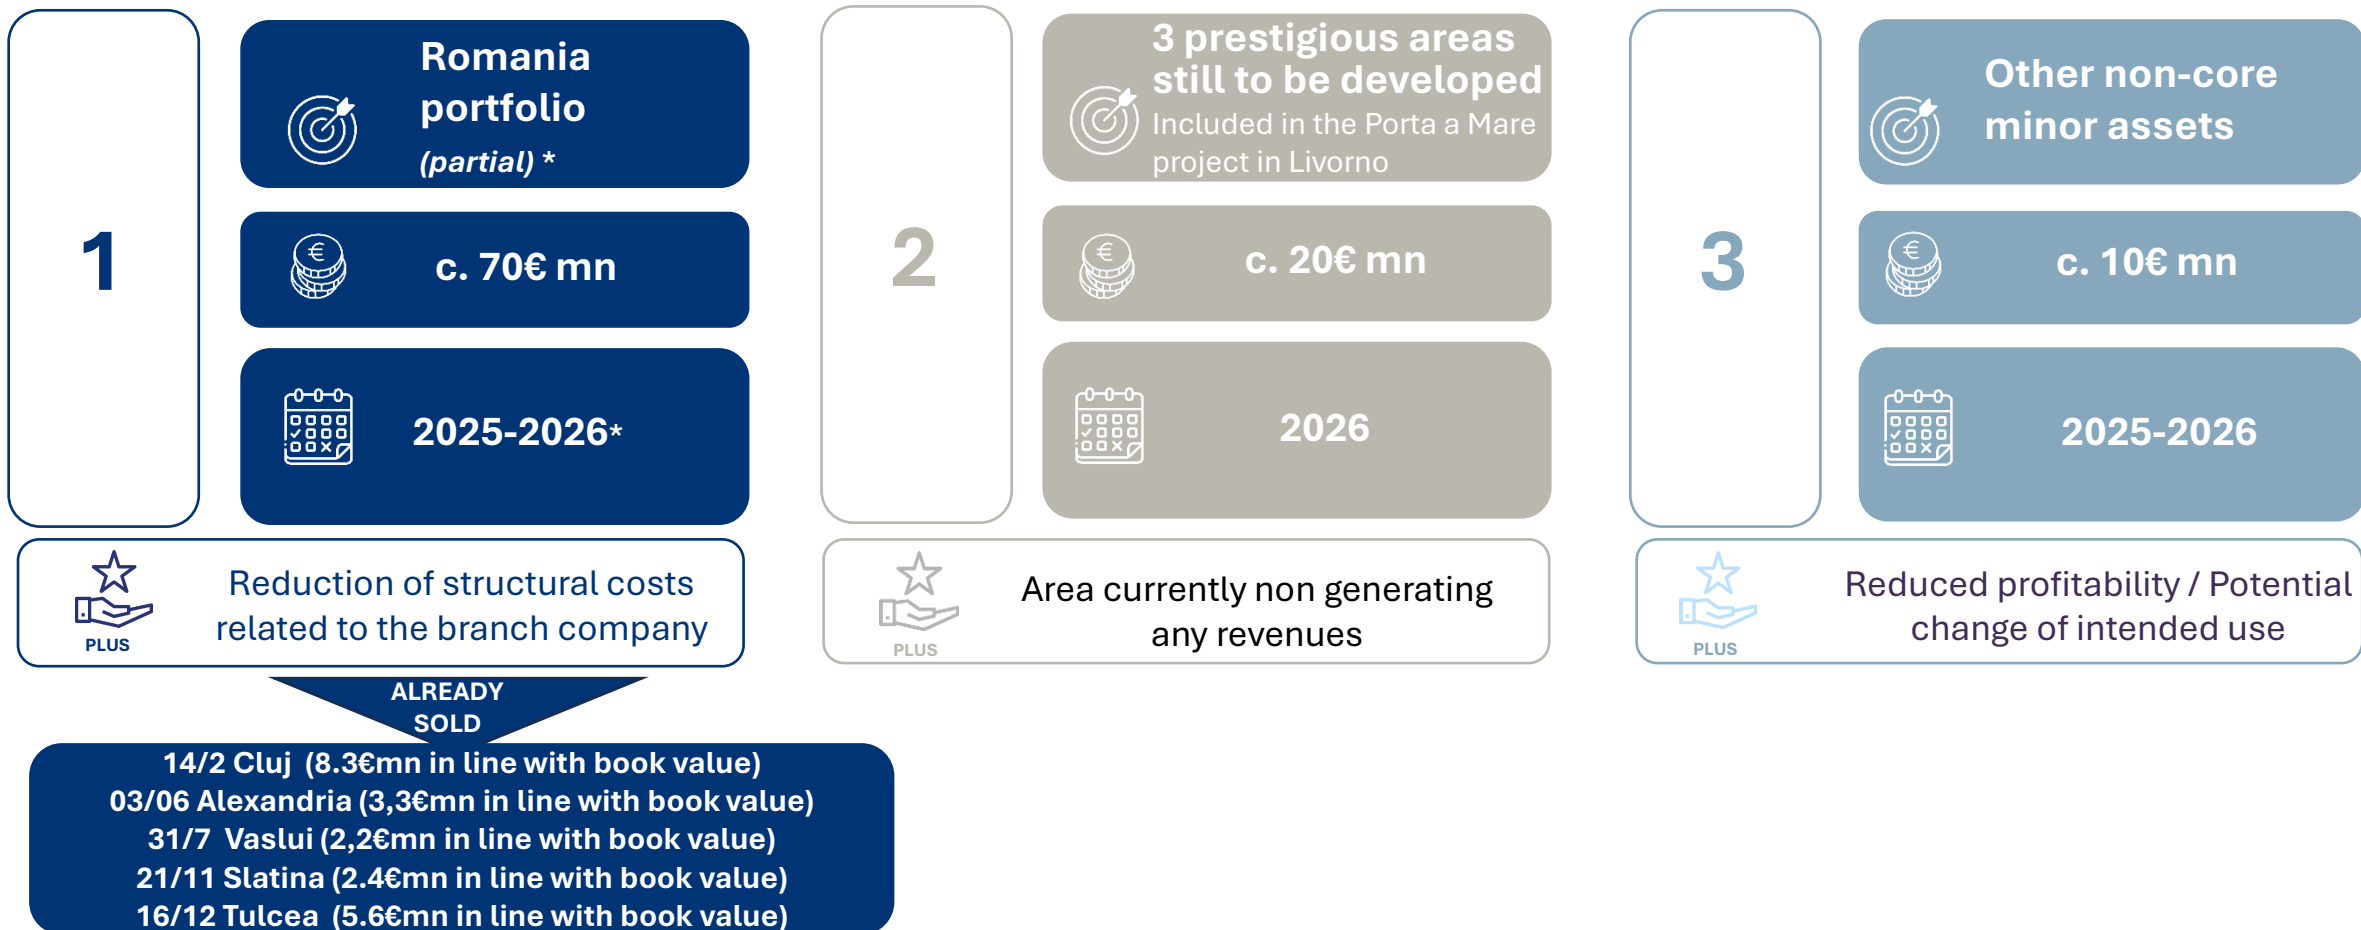 1
Romania
portfolio
(partial) *
c. 70€ mn
2025-2026*
PLUS
Reduction of structural costs
related to the branch company
ALREADY
SOLD
14/2 Cluj (8.3€mn in line with book value)
03/06 Alexandria (3,3€mn in line with book value)
31/7 Vaslui (2,2€mn in line with book value)
21/11 Slatina (2.4€mn in line with book value)
16/12 Tulcea (5.6€mn in line with book value)
2
3 prestigious areas
still to be developed
Included in the Porta a Mare
project in Livorno
c. 20€ mn
2026
PLUS
Area currently non generating
any revenues
3
Other non-core
minor assets
c. 10€ mn
2025-2026
PLUS
Reduced profitability / Potential
change of intended use